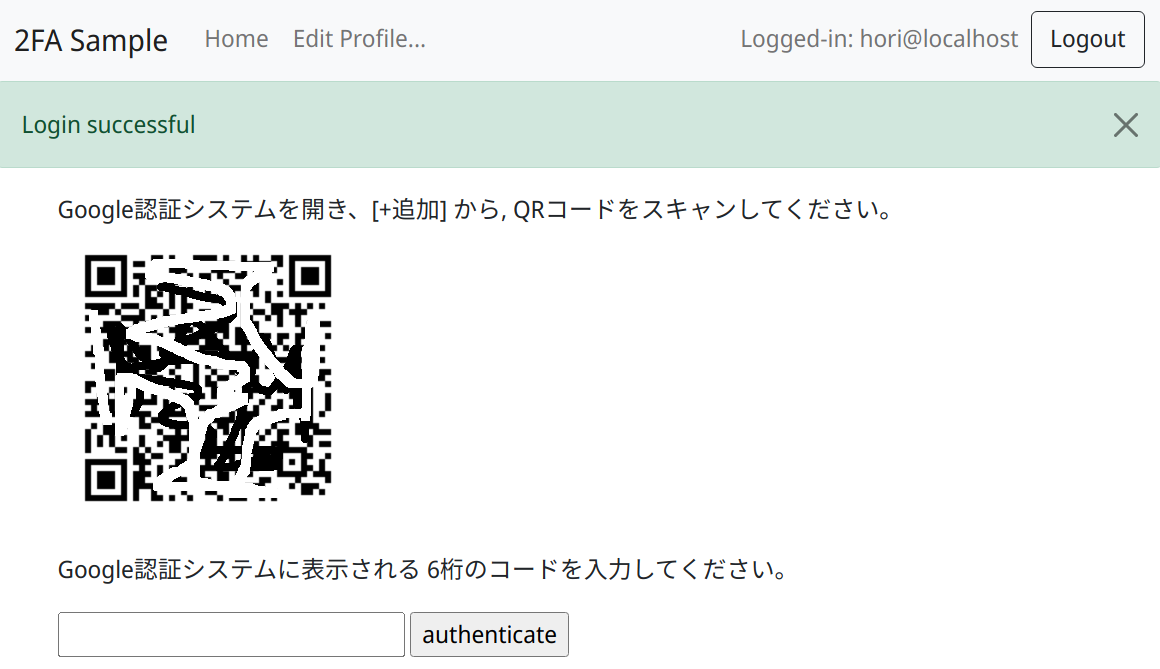 2FA Sample Home Edit Profile... Logged-in: hori@localhost Logout
Login successful
Google認証システムを開き、[+追加] から, QRコードをスキャンしてください。
Google認証システムに表示される 6桁のコードを入力してください。
authenticate